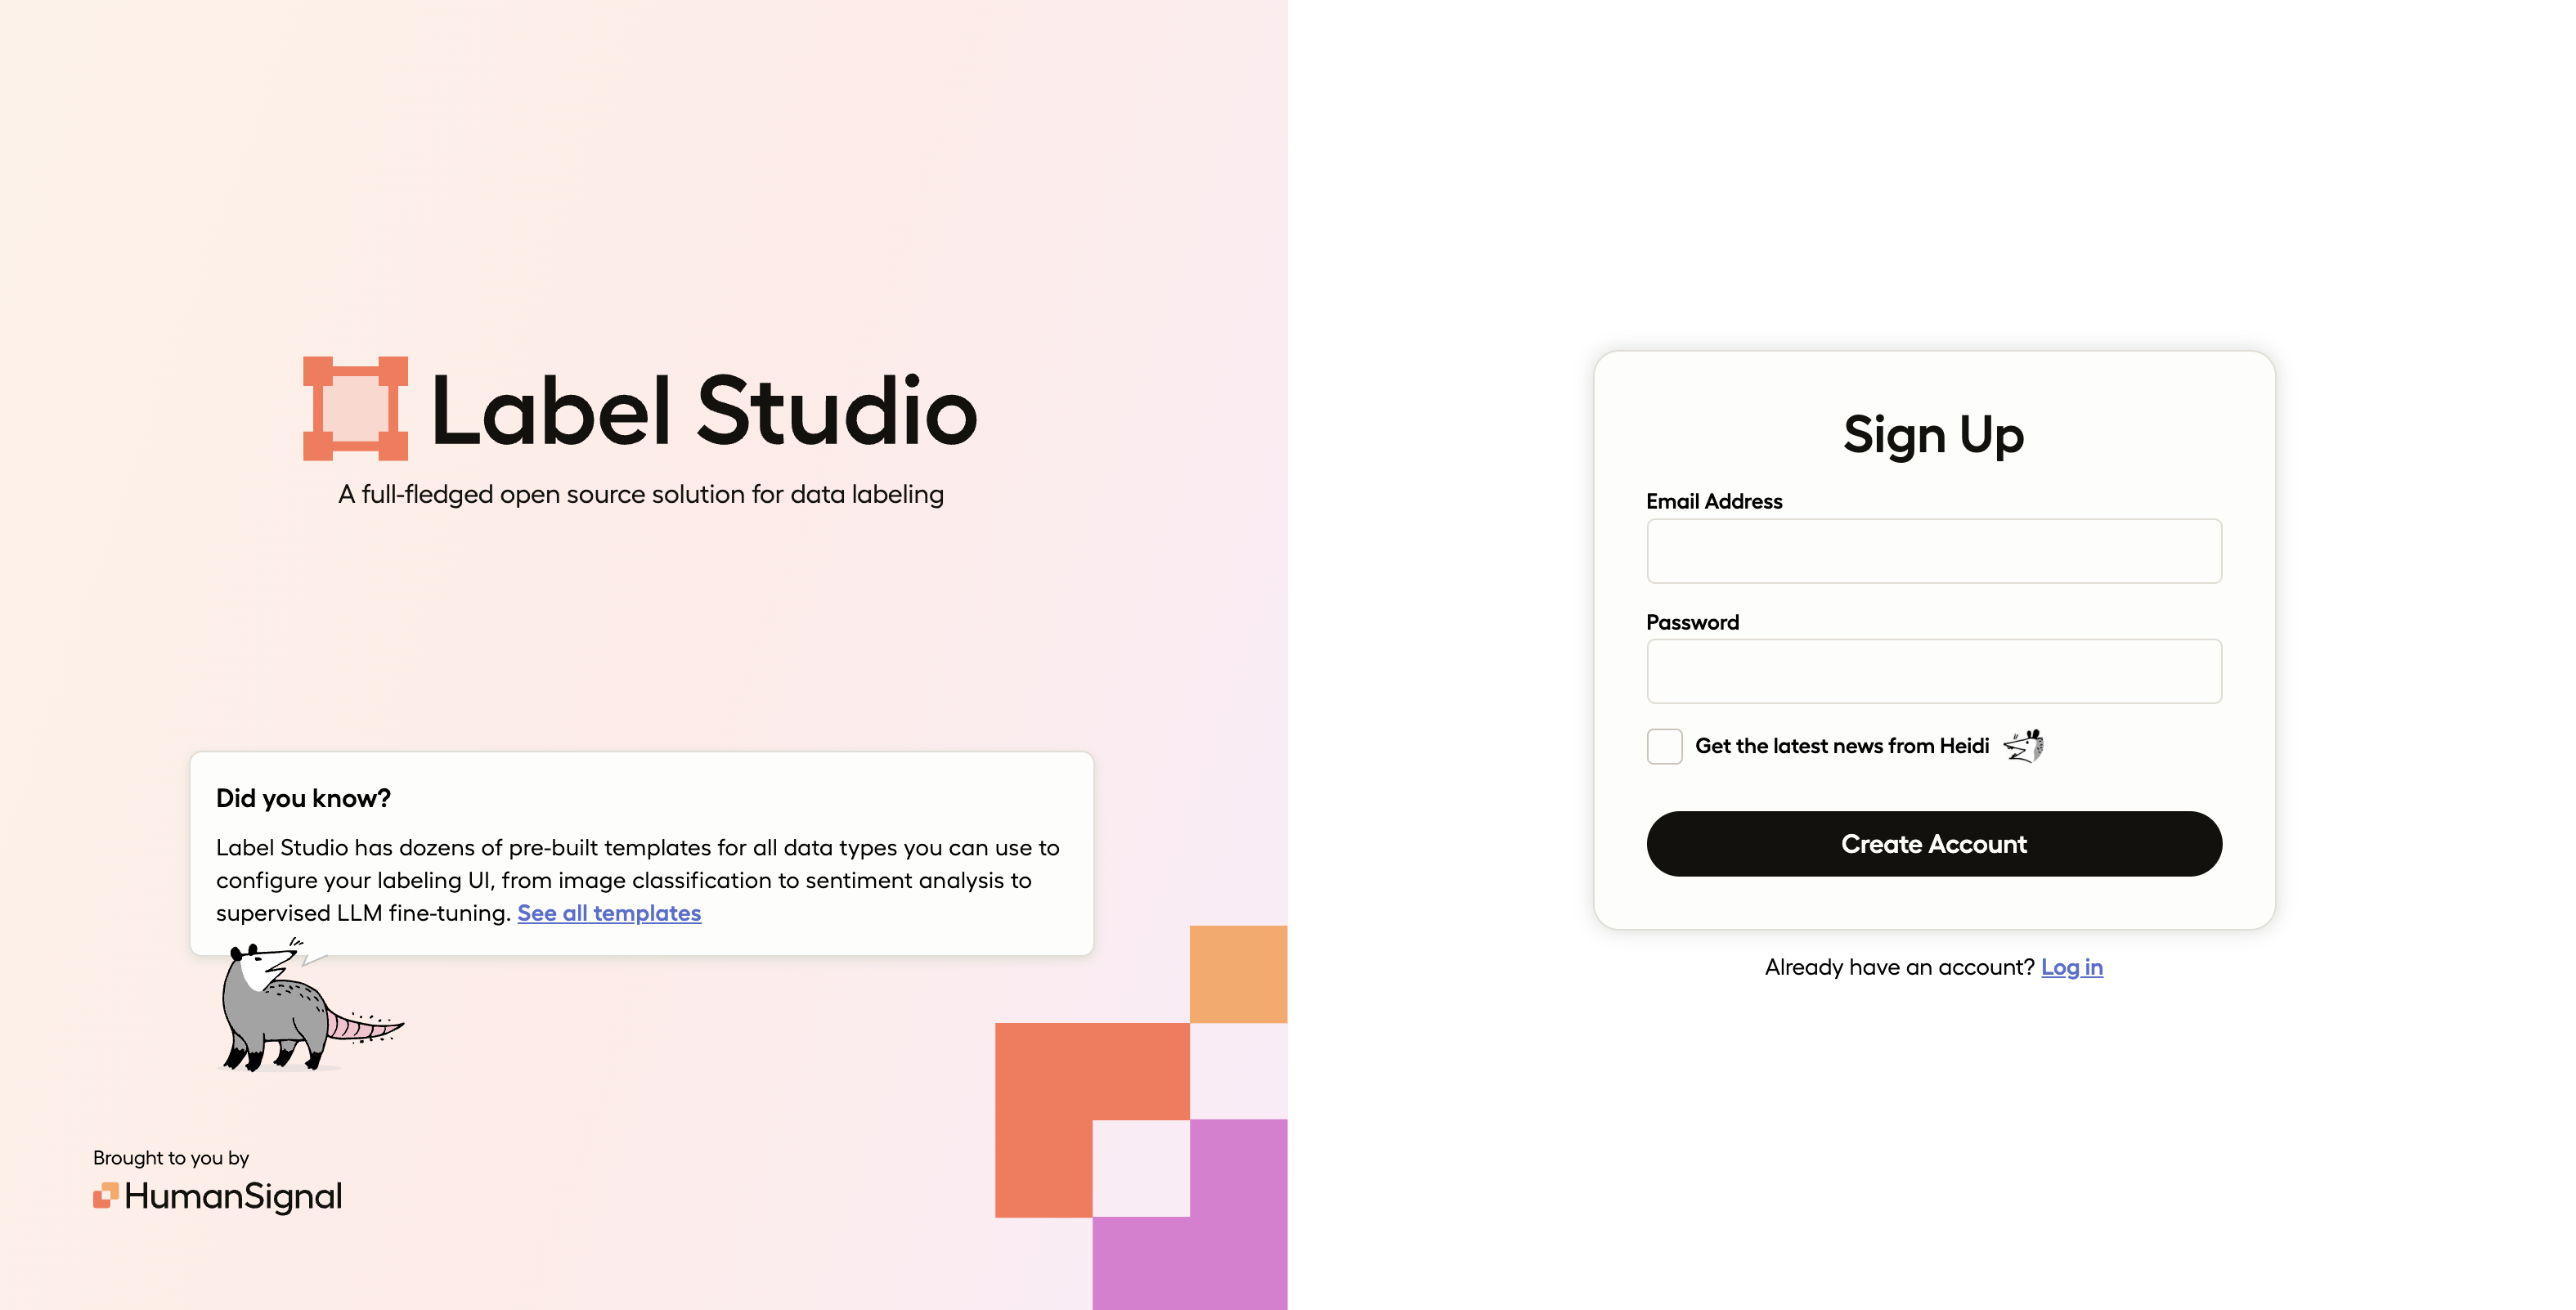 Label Studio
A full-fledged open source solution for data labeling
Did you know?
Label Studio has dozens of pre-built templates for all data types you can use to
configure your labeling UI, from image classification to sentiment analysis to
supervised LLM fine-tuning. See all templates
Brought to you by
HumanSignal
Sign Up
Email Address
Password
Get the latest news from Heidi
Create Account
Already have an account? Log in